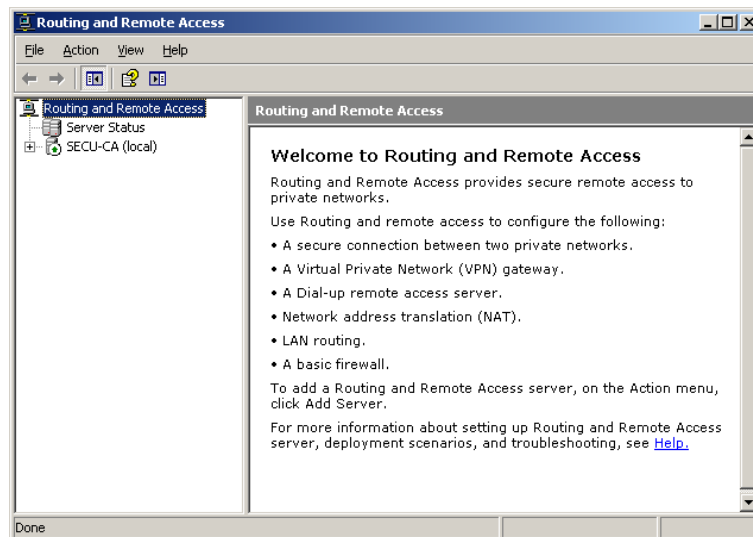 Routing and Remote Access
File Action View Help
Routing and Remote Access
Server Status
SECU-CA (local)
Routing and Remote Access
Welcome to Routing and Remote Access
Routing and Remote Access provides secure remote access to
private networks.
Use Routing and remote access to configure the following:
• A secure connection between two private networks.
• A Virtual Private Network (VPN) gateway.
• A Dial-up remote access server.
• Network address translation (NAT).
• LAN routing.
• A basic firewall.
To add a Routing and Remote Access server, on the Action menu,
click Add Server.
For more information about setting up Routing and Remote Access
server, deployment scenarios, and troubleshooting, see Help.
Done